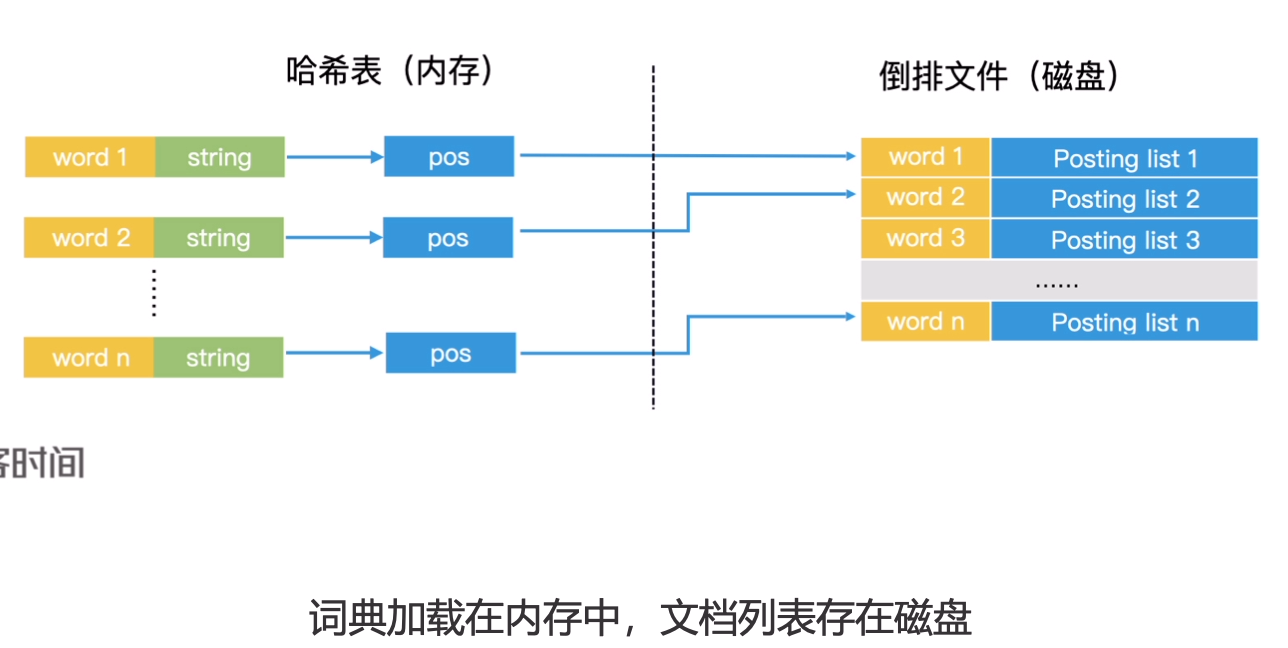 哈希表（内存）
倒排文件（磁盘）
word 1 string pos
word 2 string pos
word n string pos
word 1 Posting list 1
word 2 Posting list 2
word 3 Posting list 3
......
word n Posting list n
时间
词典加载在内存中，文档列表存在磁盘